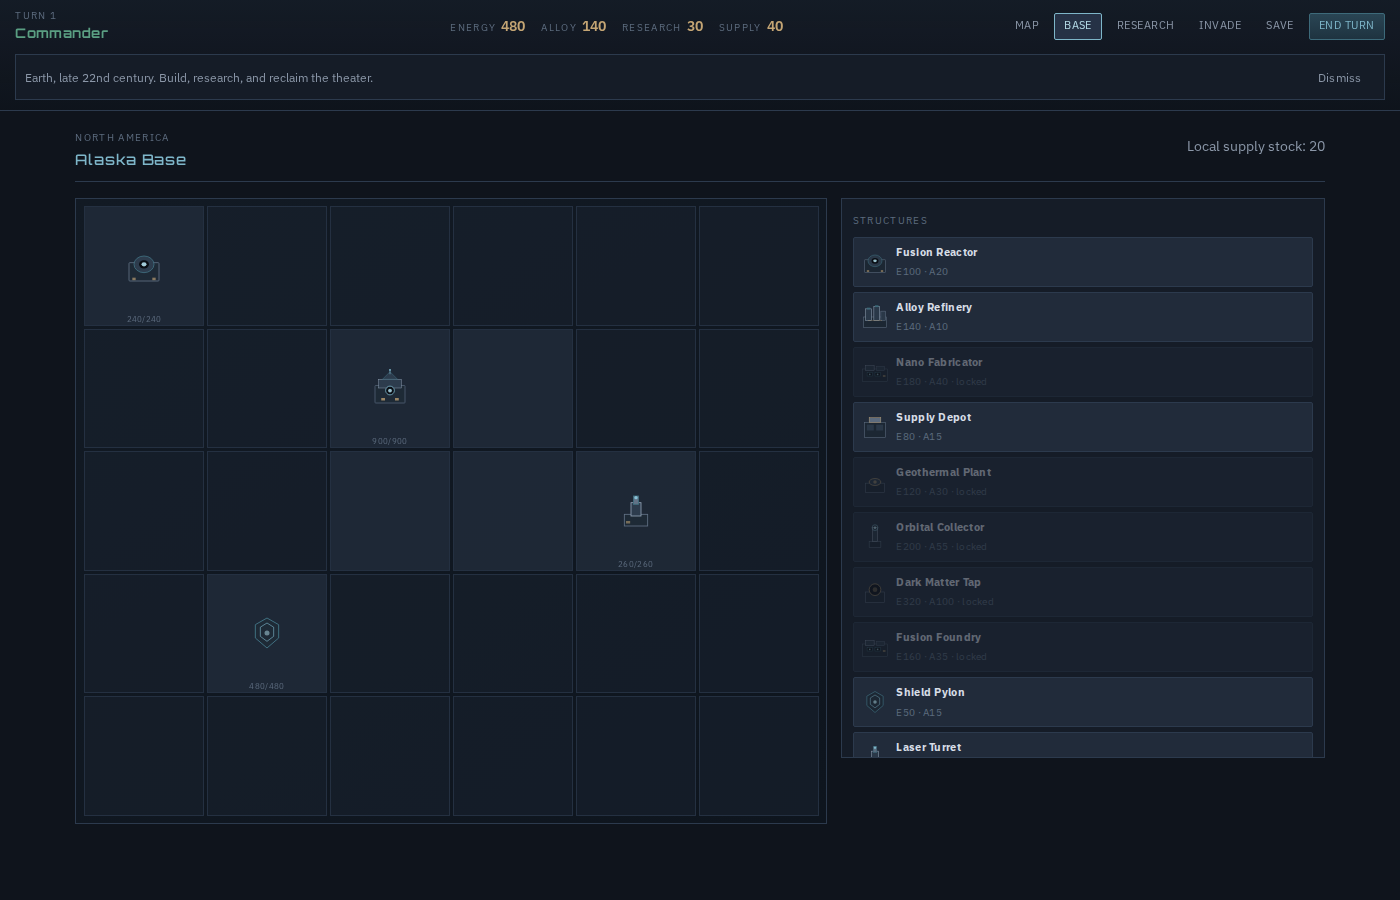 TURN 1
Commander
ENERGY 480 ALLOY 140 RESEARCH 30 SUPPLY 40
MAP BASE RESEARCH INVADE SAVE END TURN
Earth, late 22nd century. Build, research, and reclaim the theater.
Dismiss
NORTH AMERICA
Alaska Base
Local supply stock: 20
240/240
900/900
260/260
480/480
STRUCTURES
Fusion Reactor
E100 · A20
Alloy Refinery
E140 · A10
Nano Fabricator
E180 · A40 · locked
Supply Depot
E80 · A15
Geothermal Plant
E120 · A30 · locked
Orbital Collector
E200 · A55 · locked
Dark Matter Tap
E320 · A100 · locked
Fusion Foundry
E160 · A35 · locked
Shield Pylon
E50 · A15
Laser Turret